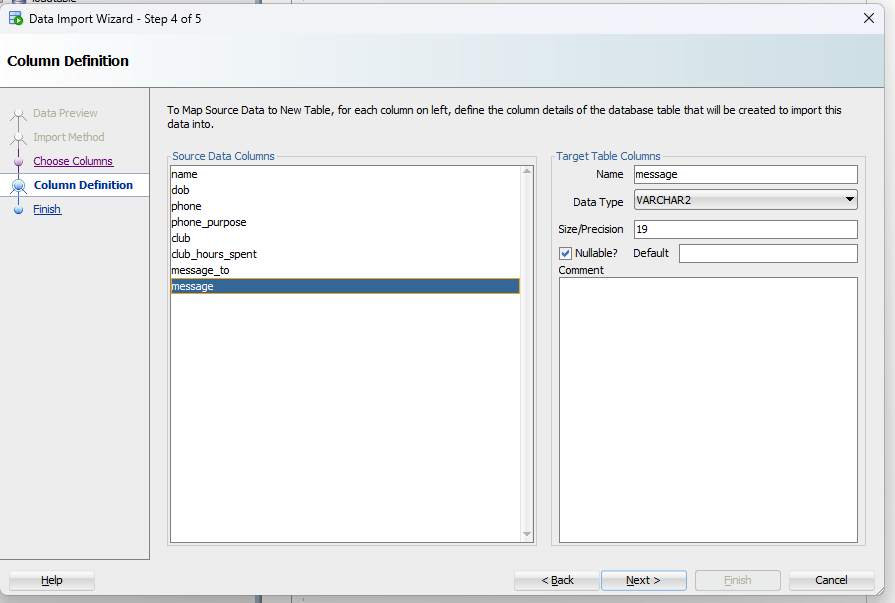 loadtable
Data Import Wizard - Step 4 of 5
Column Definition
Data Preview
Import Method
Choose Columns
Column Definition
Finish
To Map Source Data to New Table, for each column on left, define the column details of the database table that will be created to import this
data into.
Source Data Columns
name
dob
phone
phone_purpose
club
club_hours_spent
message_to
message
Target Table Columns
Name message
Data Type VARCHAR2
Size/Precision 19
Nullable? Default
Comment
Help < Back Next > Finish Cancel